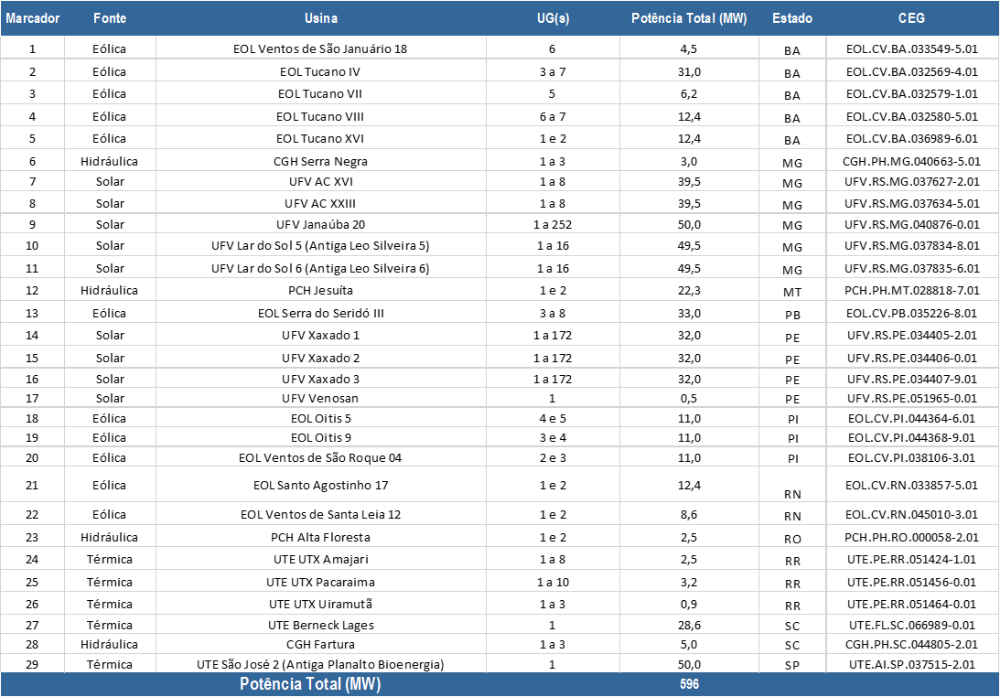 Marcador Fonte Usina UG(s) Potência Total (MW) Estado CEG
1 Eólica EOL Ventos de São Januário 18 6 4,5 BA EOL.CV.BA.033549-5.01
2 Eólica EOL Tucano IV 3 a 7 31,0 BA EOL.CV.BA.032569-4.01
3 Eólica EOL Tucano VII 5 6,2 BA EOL.CV.BA.032579-1.01
4 Eólica EOL Tucano VIII 6 a 7 12,4 BA EOL.CV.BA.032580-5.01
5 Eólica EOL Tucano XVI 1 e 2 12,4 BA EOL.CV.BA.036989-6.01
6 Hidráulica CGH Serra Negra 1 a 3 3,0 MG CGH.PH.MG.040663-5.01
7 Solar UFV AC XVI 1 a 8 39,5 MG UFV.RS.MG.037627-2.01
8 Solar UFV AC XXIII 1 a 8 39,5 MG UFV.RS.MG.037634-5.01
9 Solar UFV Janaúba 20 1 a 252 50,0 MG UFV.RS.MG.040876-0.01
10 Solar UFV Lar do Sol 5 (Antiga Leo Silveira 5) 1 a 16 49,5 MG UFV.RS.MG.037834-8.01
11 Solar UFV Lar do Sol 6 (Antiga Leo Silveira 6) 1 a 16 49,5 MG UFV.RS.MG.037835-6.01
12 Hidráulica PCH Jesuíta 1 e 2 22,3 MT PCH.PH.MT.028818-7.01
13 Eólica EOL Serra do Seridó III 3 a 8 33,0 PB EOL.CV.PB.035226-8.01
14 Solar UFV Xaxado 1 1 a 172 32,0 PE UFV.RS.PE.034405-2.01
15 Solar UFV Xaxado 2 1 a 172 32,0 PE UFV.RS.PE.034406-0.01
16 Solar UFV Xaxado 3 1 a 172 32,0 PE UFV.RS.PE.034407-9.01
17 Solar UFV Venosan 1 0,5 PE UFV.RS.PE.051965-0.01
18 Eólica EOL Oitis 5 4 e 5 11,0 PI EOL.CV.PI.044364-6.01
19 Eólica EOL Oitis 9 3 e 4 11,0 PI EOL.CV.PI.044368-9.01
20 Eólica EOL Ventos de São Roque 04 2 e 3 11,0 PI EOL.CV.PI.038106-3.01
21 Eólica EOL Santo Agostinho 17 1 e 2 12,4 RN EOL.CV.RN.033857-5.01
22 Eólica EOL Ventos de Santa Leia 12 1 e 2 8,6 RN EOL.CV.RN.045010-3.01
23 Hidráulica PCH Alta Floresta 1 e 2 2,5 RO PCH.PH.RO.000058-2.01
24 Térmica UTE UTX Amajari 1 a 8 2,5 RR UTE.PE.RR.051424-1.01
25 Térmica UTE UTX Pacaraima 1 a 10 3,2 RR UTE.PE.RR.051456-0.01
26 Térmica UTE UTX Uiramutã 1 a 3 0,9 RR UTE.PE.RR.051464-0.01
27 Térmica UTE Berneck Lages 1 28,6 SC UTE.FL.SC.066989-0.01
28 Hidráulica CGH Fartura 1 a 3 5,0 SC CGH.PH.SC.044805-2.01
29 Térmica UTE São José 2 (Antiga Planalto Bioenergia) 1 50,0 SP UTE.AI.SP.037515-2.01
Potência Total (MW) 596